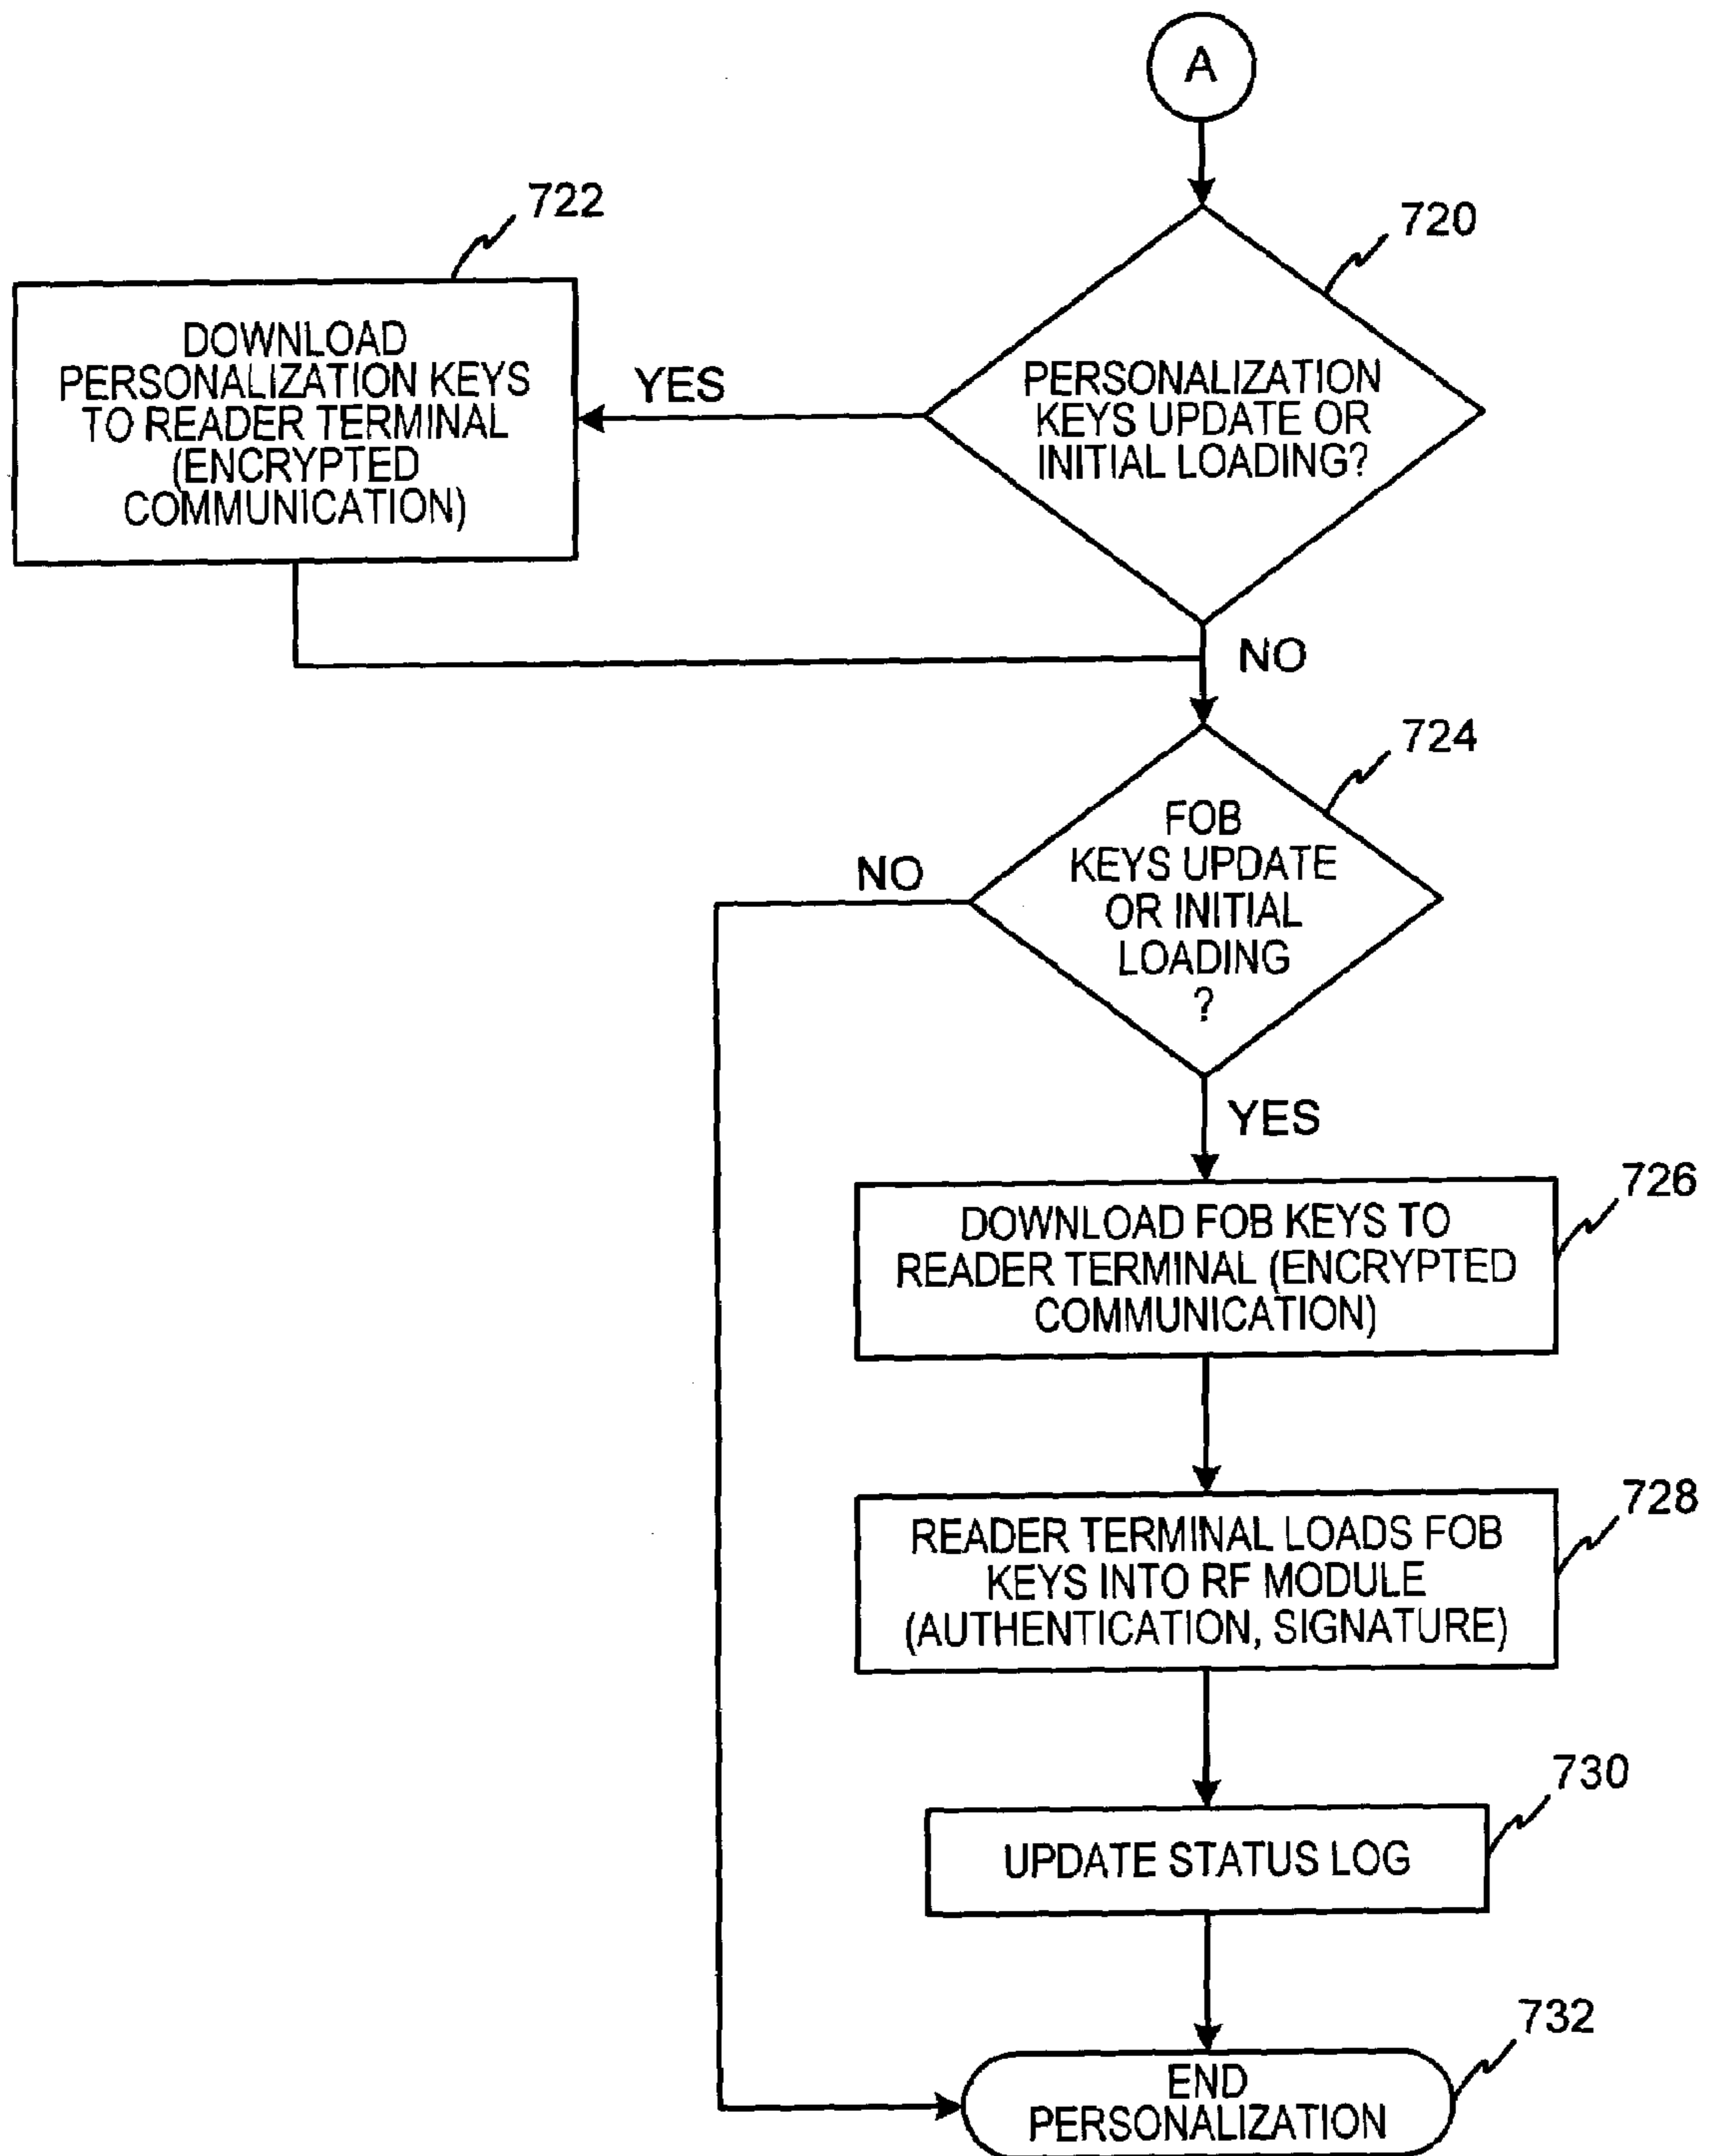 A
720
PERSONALIZATION
KEYS UPDATE OR
INITIAL LOADING?
722
DOWNLOAD
PERSONALIZATION KEYS
TO READER TERMINAL
(ENCRYPTED
COMMUNICATION)
YES
NO
724
FOB
KEYS UPDATE
OR INITIAL
LOADING
?
NO
YES
726
DOWNLOAD FOB KEYS TO
READER TERMINAL (ENCRYPTED
COMMUNICATION)
728
READER TERMINAL LOADS FOB
KEYS INTO RF MODULE
(AUTHENTICATION, SIGNATURE)
730
UPDATE STATUS LOG
732
END
PERSONALIZATION